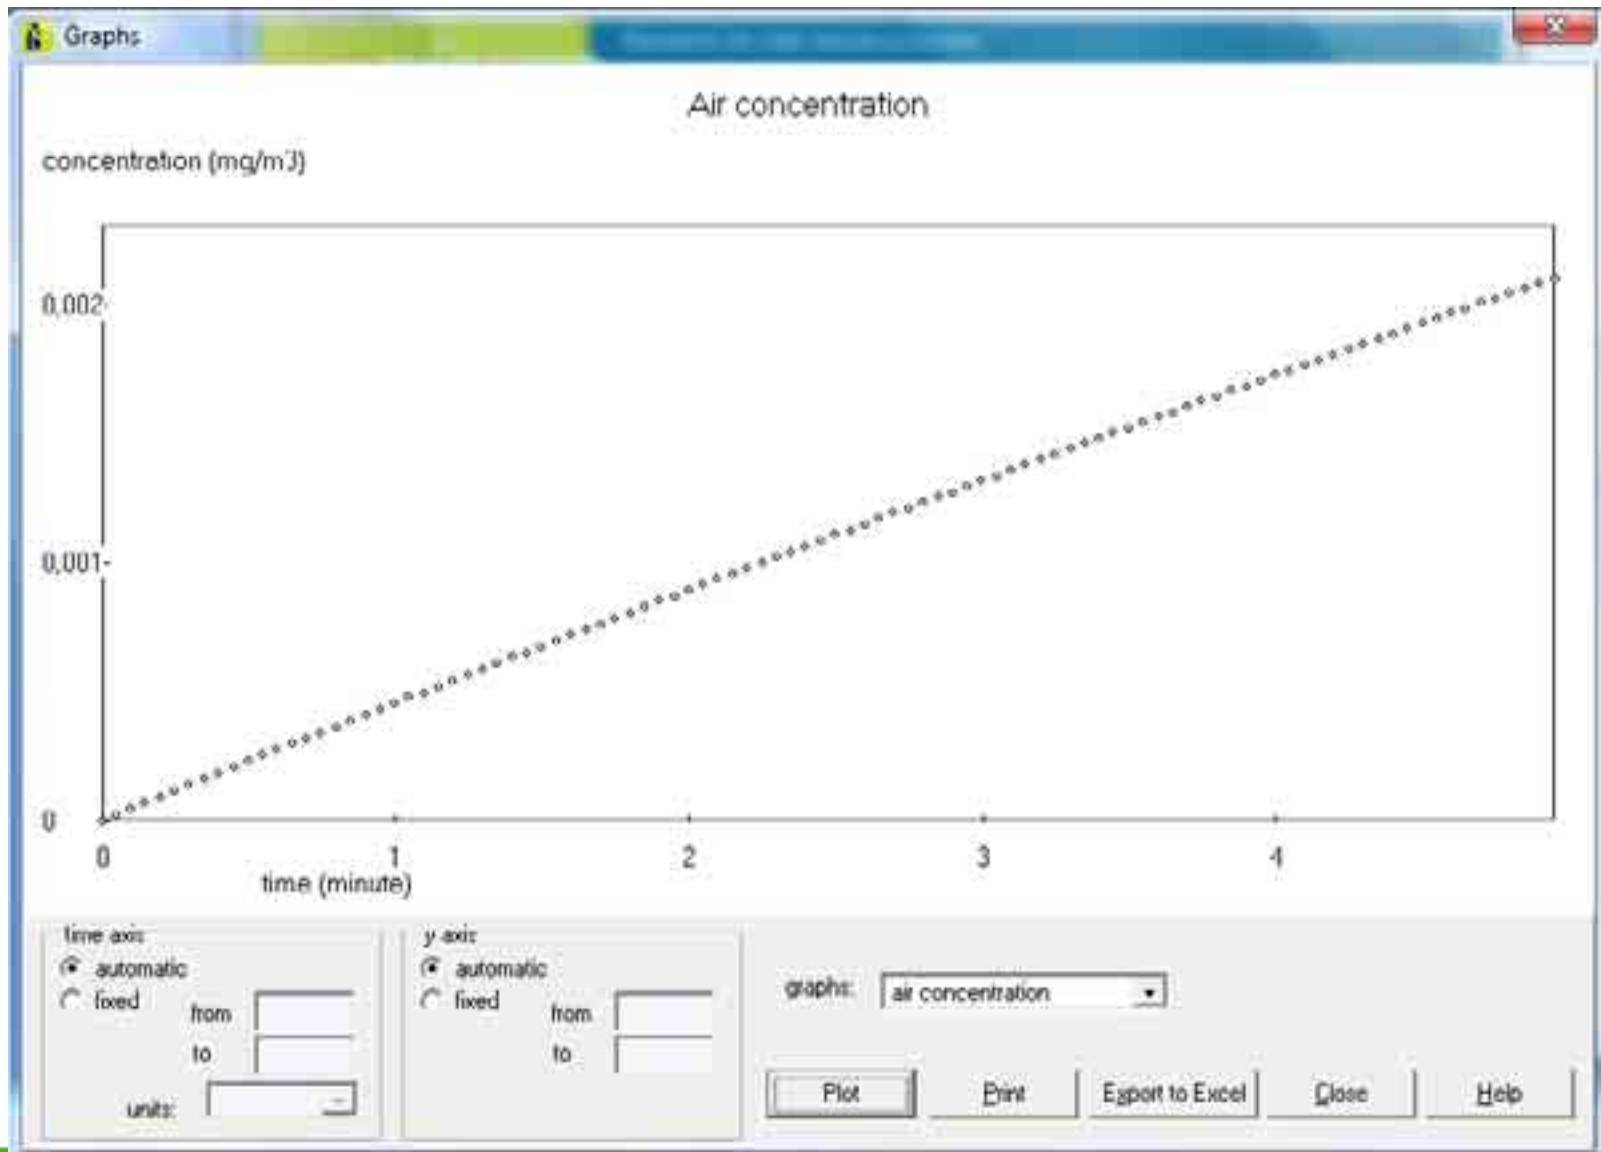 Graphs
Air concentration
concentration (mg/m3)
0,002
0,001
0
0 1 2 3 4
time (minute)
time axis
automatic
fixed
from
to
units:
y axis
automatic
fixed
from
to
graphs: air concentration
Plot Print Export to Excel Close Help